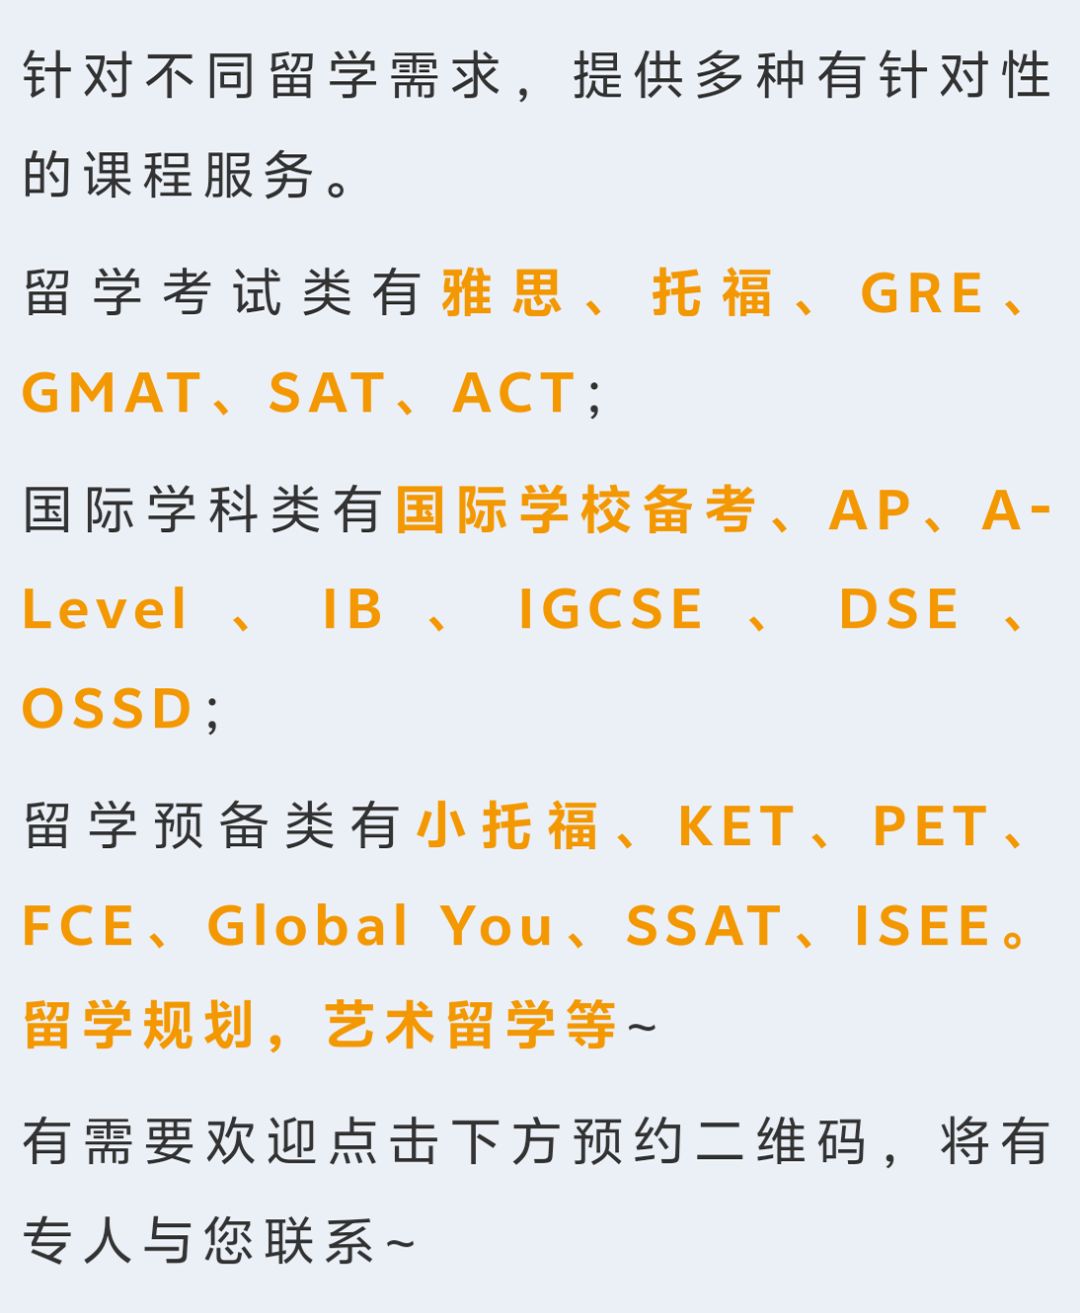 针对不同留学需求，提供多种有针对性
的课程服务。
留学考试类有雅思、托福、GRE、
GMAT、SAT、ACT；
国际学科类有国际学校备考、AP、A-
Level、IB、IGCSE、DSE、
OSSD；
留学预备类有小托福、KET、PET、
FCE、Global You、SSAT、ISEE。
留学规划，艺术留学等~
有需要欢迎点击下方预约二维码，将有
专人与您联系~